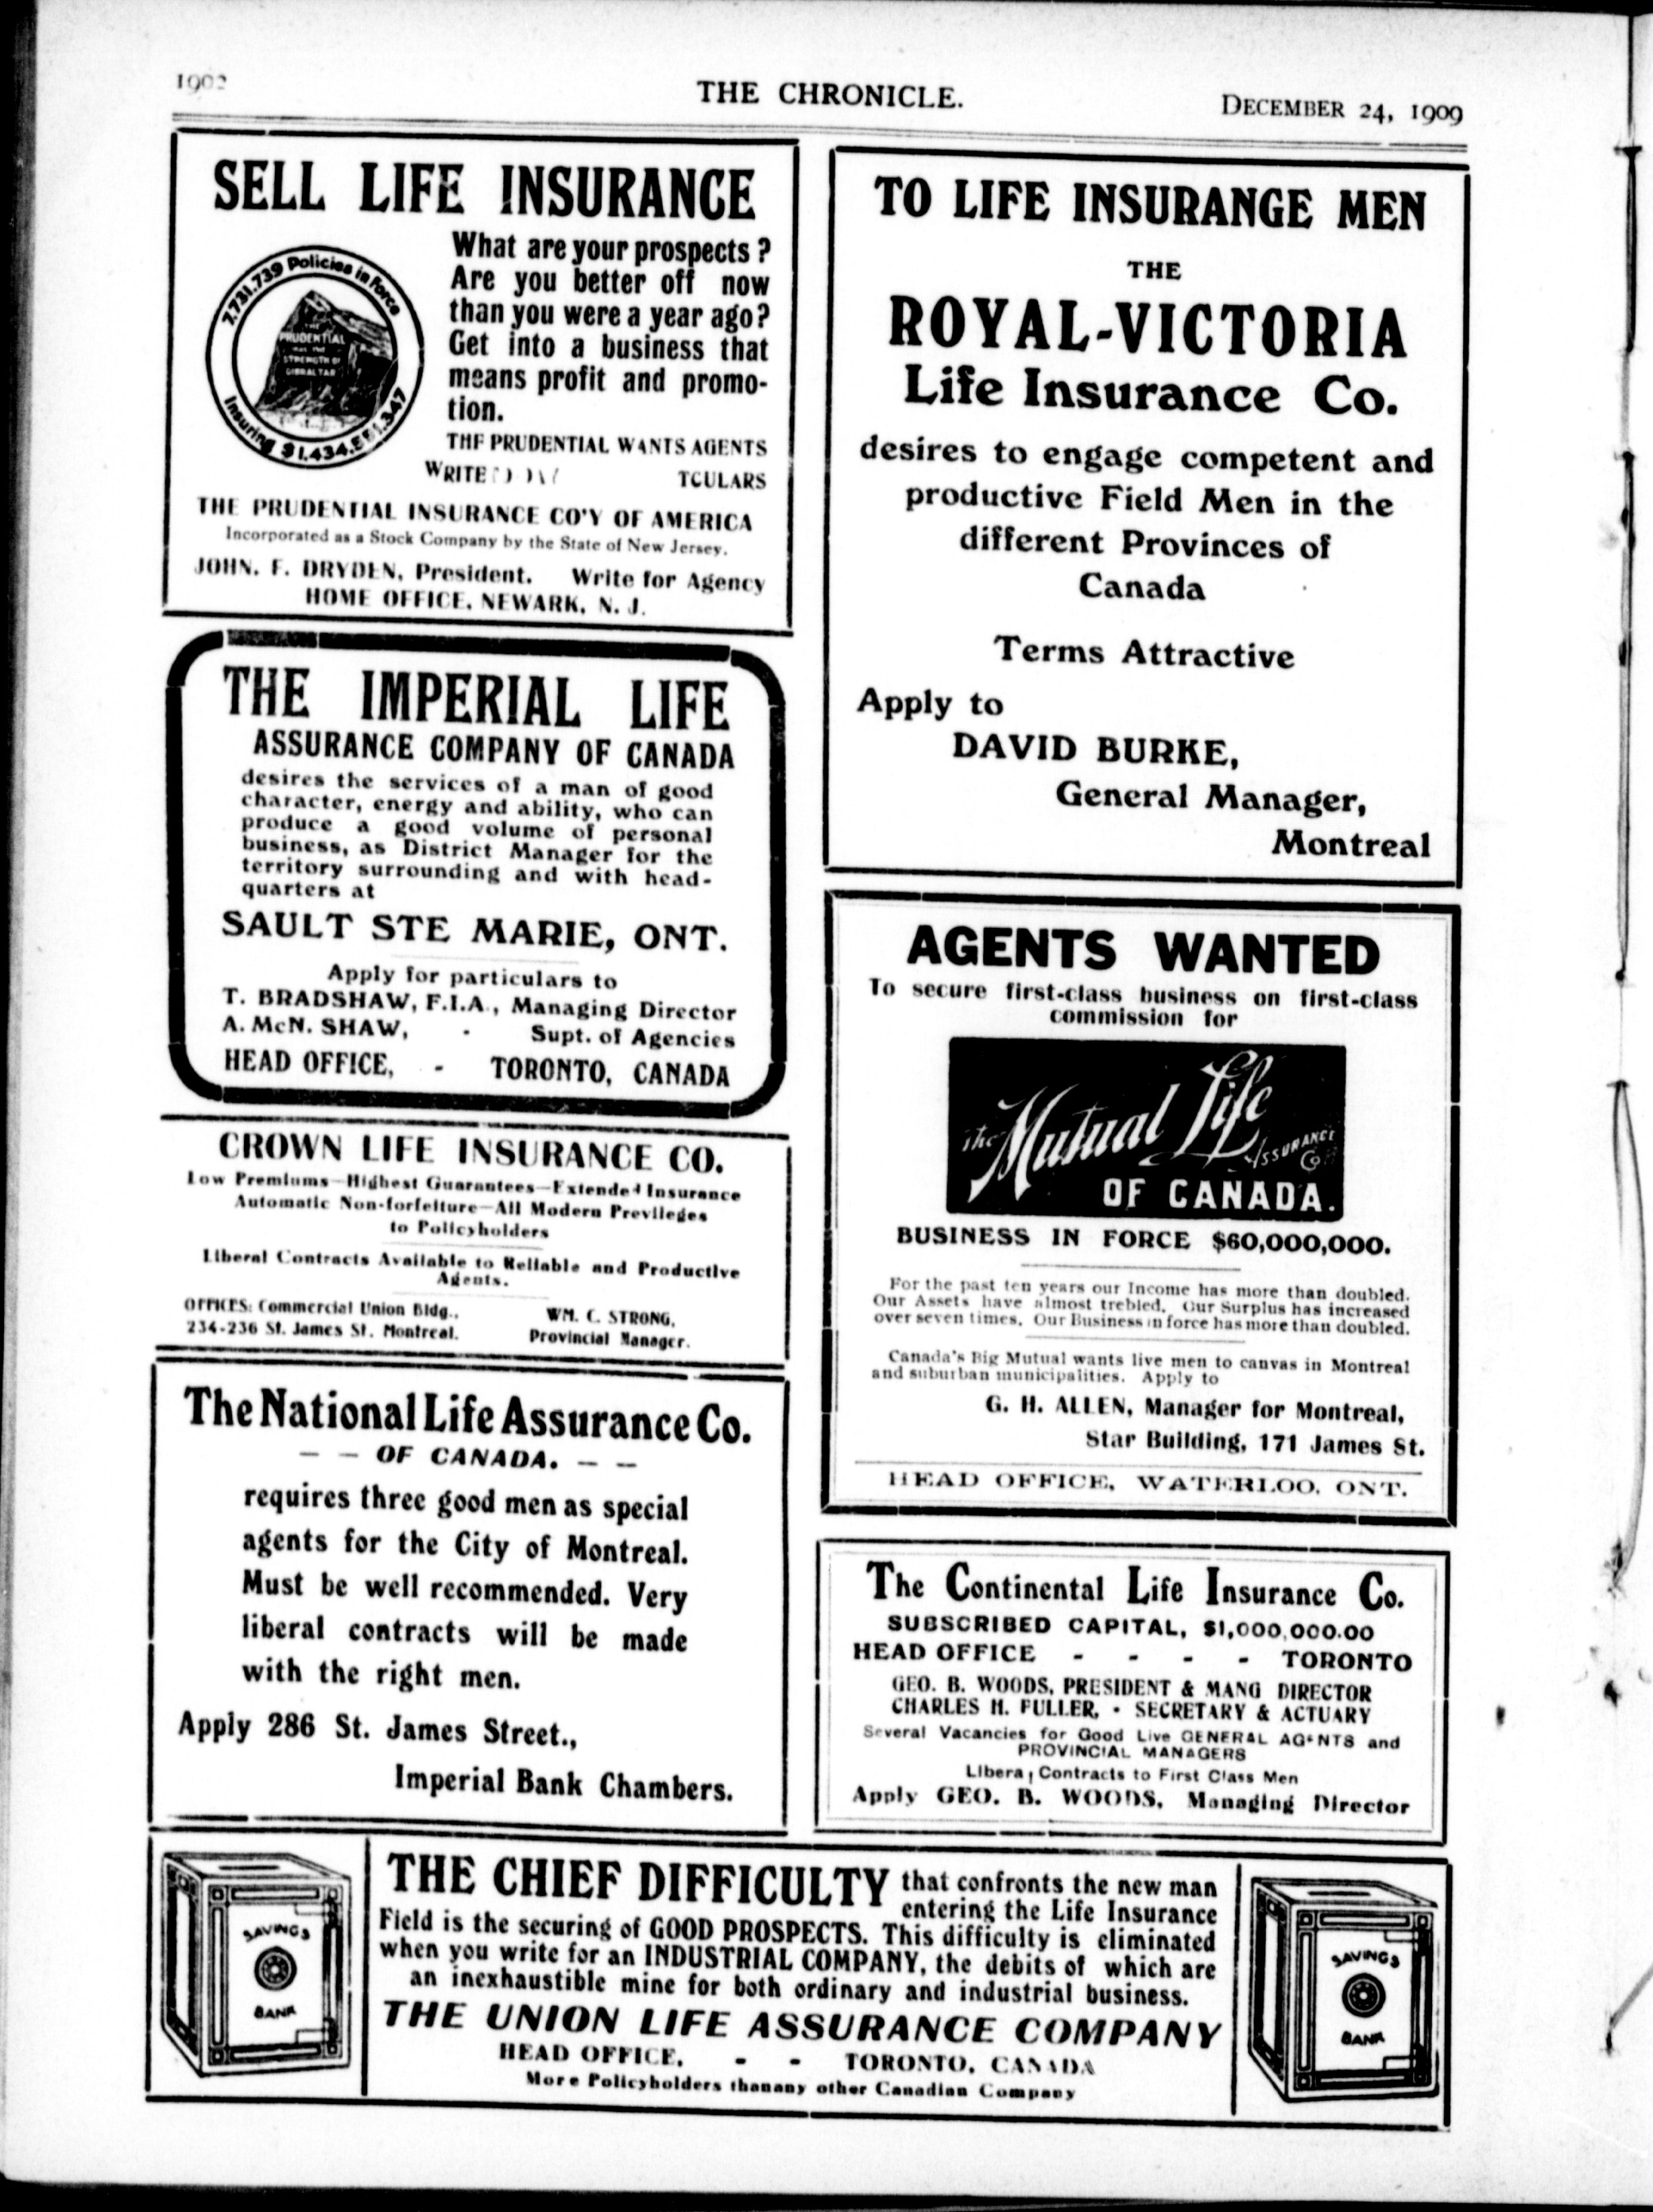 1902
THE CHRONICLE.
DECEMBER 24, 1909
SELL LIFE INSURANCE
7,731,739 Policies in Force
THE
PRUDENTIAL
HAS THE
STRENGTH OF
GIBRALTAR
Insuring $1,434,
,347
What are your prospects?
Are you better off now
than you were a year ago?
Get into a business that
means profit and promo-
tion.
THE PRUDENTIAL WANTS AGENTS
WRITE
TCULARS
THE PRUDENTIAL INSURANCE CO'Y OF AMERICA
Incorporated as a Stock Company by the State of New Jersey.
JOHN. F. DRYDEN, President. Write for Agency
HOME OFFICE, NEWARK, N. J.
THE IMPERIAL LIFE
ASSURANCE COMPANY OF CANADA
desires the services of a man of good
character, energy and ability, who can
produce a good volume of personal
business, as District Manager for the
territory surrounding and with head-
quarters at
SAULT STE MARIE, ONT.
Apply for particulars to
T. BRADSHAW, F.I.A., Managing Director
A. McN. SHAW, - Supt. of Agencies
HEAD OFFICE, - TORONTO, CANADA
CROWN LIFE INSURANCE CO.
Low Premiums—Highest Guarantees—Extended Insurance
Automatic Non-forfeiture—All Modern Previleges
to Policyholders
Liberal Contracts Available to Reliable and Productive
Agents.
OFFICES: Commercial Union Bldg.,
234-236 St. James St. Montreal.
WM. C. STRONG,
Provincial Manager.
The National Life Assurance Co.
— — OF CANADA. — —
requires three good men as special
agents for the City of Montreal.
Must be well recommended. Very
liberal contracts will be made
with the right men.
Apply 286 St. James Street.,
Imperial Bank Chambers.
TO LIFE INSURANGE MEN
THE
ROYAL-VICTORIA
Life Insurance Co.
desires to engage competent and
productive Field Men in the
different Provinces of
Canada
Terms Attractive
Apply to
DAVID BURKE,
General Manager,
Montreal
AGENTS WANTED
To secure first-class business on first-class
commission for
The Mutual Life
ASSURANCE
CO
OF CANADA.
BUSINESS IN FORCE $60,000,000.
For the past ten years our Income has more than doubled.
Our Assets have almost trebled, Our Surplus has increased
over seven times, Our Business in force has more than doubled.
Canada's Big Mutual wants live men to canvas in Montreal
and suburban municipalities. Apply to
G. H. ALLEN, Manager for Montreal,
Star Building, 171 James St.
HEAD OFFICE, WATERLOO, ONT.
The Continental Life Insurance Co.
SUBSCRIBED CAPITAL, $1,000,000.00
HEAD OFFICE - - - - TORONTO
GEO. B. WOODS, PRESIDENT & MANG DIRECTOR
CHARLES H. FULLER, - SECRETARY & ACTUARY
Several Vacancies for Good Live GENERAL AGENTS and
PROVINCIAL MANAGERS
Liberal Contracts to First Class Men
Apply GEO. B. WOODS, Managing Director
SAVINGS
BANK
THE CHIEF DIFFICULTY that confronts the new man
entering the Life Insurance
Field is the securing of GOOD PROSPECTS. This difficulty is eliminated
when you write for an INDUSTRIAL COMPANY, the debits of which are
an inexhaustible mine for both ordinary and industrial business.
THE UNION LIFE ASSURANCE COMPANY
HEAD OFFICE, - - TORONTO, CANADA
More Policyholders thanany other Canadian Company
SAVINGS
BANK